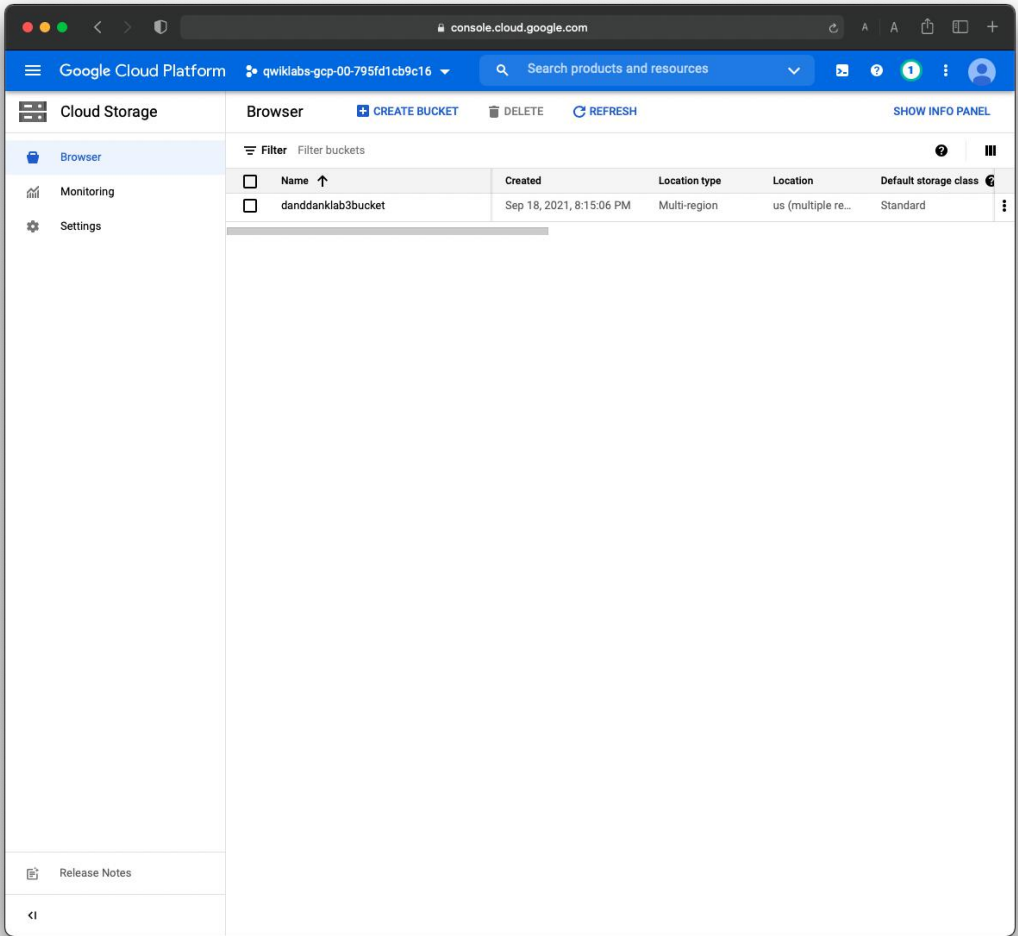 console.cloud.google.com
A A
Google Cloud Platform qwiklabs-gcp-00-795fd1cb9c16 Search products and resources 1
Cloud Storage Browser CREATE BUCKET DELETE REFRESH SHOW INFO PANEL
Browser
Monitoring
Settings
Filter Filter buckets
Name Created Location type Location Default storage class
danddanklab3bucket Sep 18, 2021, 8:15:06 PM Multi-region us (multiple re... Standard
Release Notes